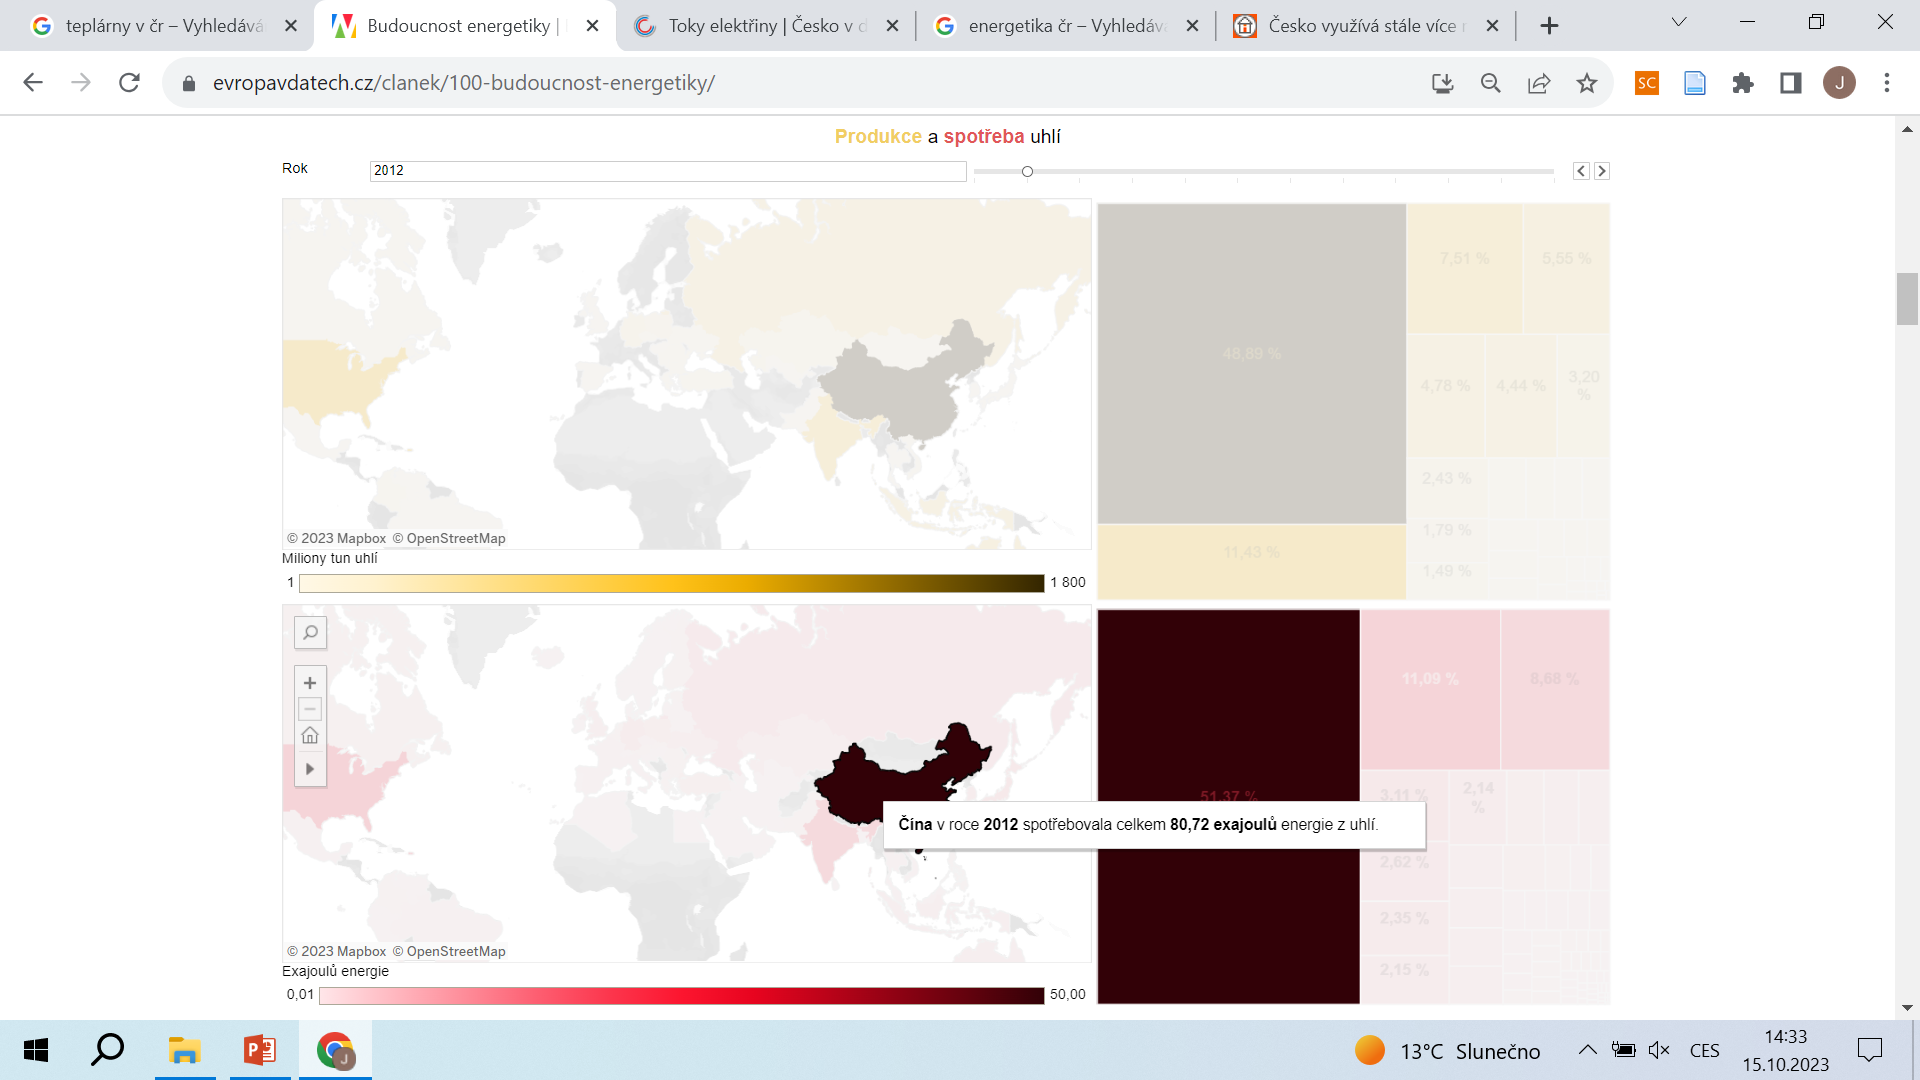 teplárny v čr – Vyhledává
Budoucnost energetiky |
Toky elektřiny | Česko v d
energetika čr – Vyhledáva
Česko využívá stále více
evropavdatech.cz/clanek/100-budoucnost-energetiky/
SC
J
Produkce a spotřeba uhlí
Rok
2012
48,89 %
7,51 %
5,55 %
4,78 %
4,44 %
3,20
%
2,43 %
1,79 %
1,49 %
11,43 %
© 2023 Mapbox © OpenStreetMap
Miliony tun uhlí
1
1 800
51,37 %
11,09 %
8,68 %
3,11 %
2,14
%
Čína v roce 2012 spotřebovala celkem 80,72 exajoulů energie z uhlí.
2,62 %
2,35 %
2,15 %
© 2023 Mapbox © OpenStreetMap
Exajoulů energie
0,01
50,00
J
13°C Slunečno
CES
14:33
15.10.2023